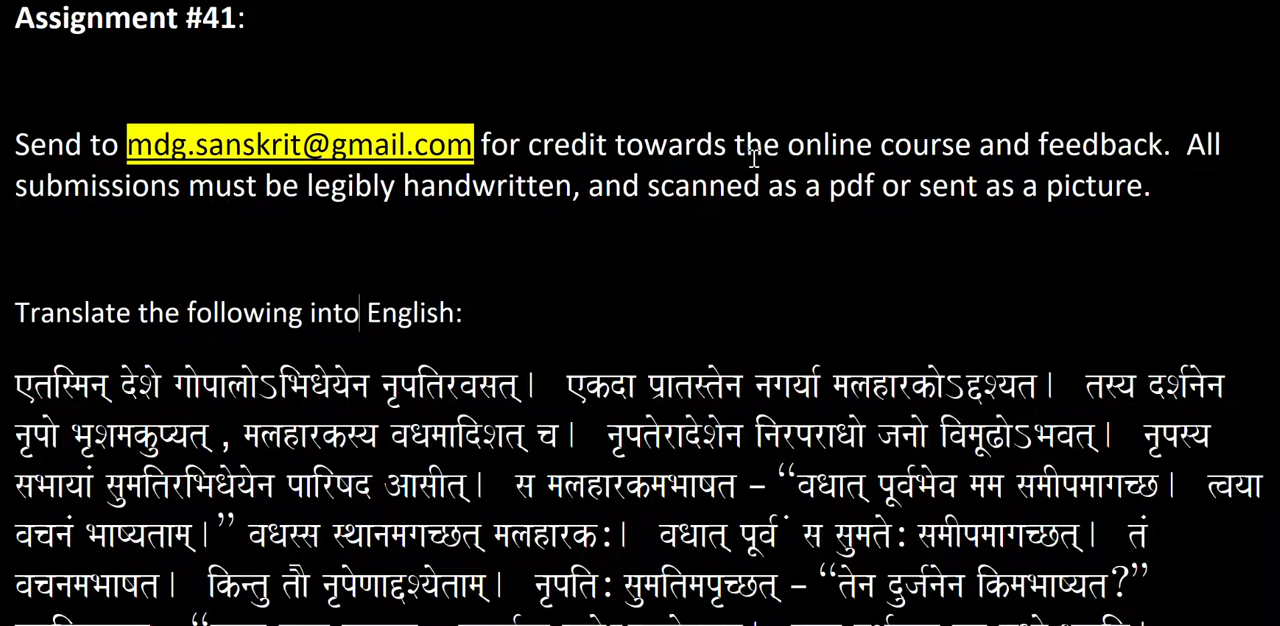 Assignment #41:
Send to mdg.sanskrit@gmail.com for credit towards the online course and feedback. All
submissions must be legibly handwritten, and scanned as a pdf or sent as a picture.
Translate the following into English:
एतस्मिन् देशे गोपालोऽभिधेयेन नृपतिरवसत्। एकदा प्रातस्तेन नगर्या मलहारकोऽदृश्यत। तस्य दर्शनेन
नृपो भृशमकुप्यत् , मलहारकस्य वधमादिशत् च। नृपतेरादेशेन निरपराधो जनो विमूढोऽभवत्। नृपस्य
सभायां सुमतिरभिधेयेन पारिषद आसीत्। स मलहारकमभाषत – “वधात् पूर्वमेव मम समीपमागच्छ। त्वया
वचनं भाष्यताम्।” वधस्स स्थानमगच्छत् मलहारकः। वधात् पूर्वं स सुमतेः समीपमागच्छत्। तं
वचनमभाषत। किन्तु तौ नृपेणादृश्येताम्। नृपतिः सुमतिमपृच्छत् – “तेन दुर्जनेन किमभाष्यत?”